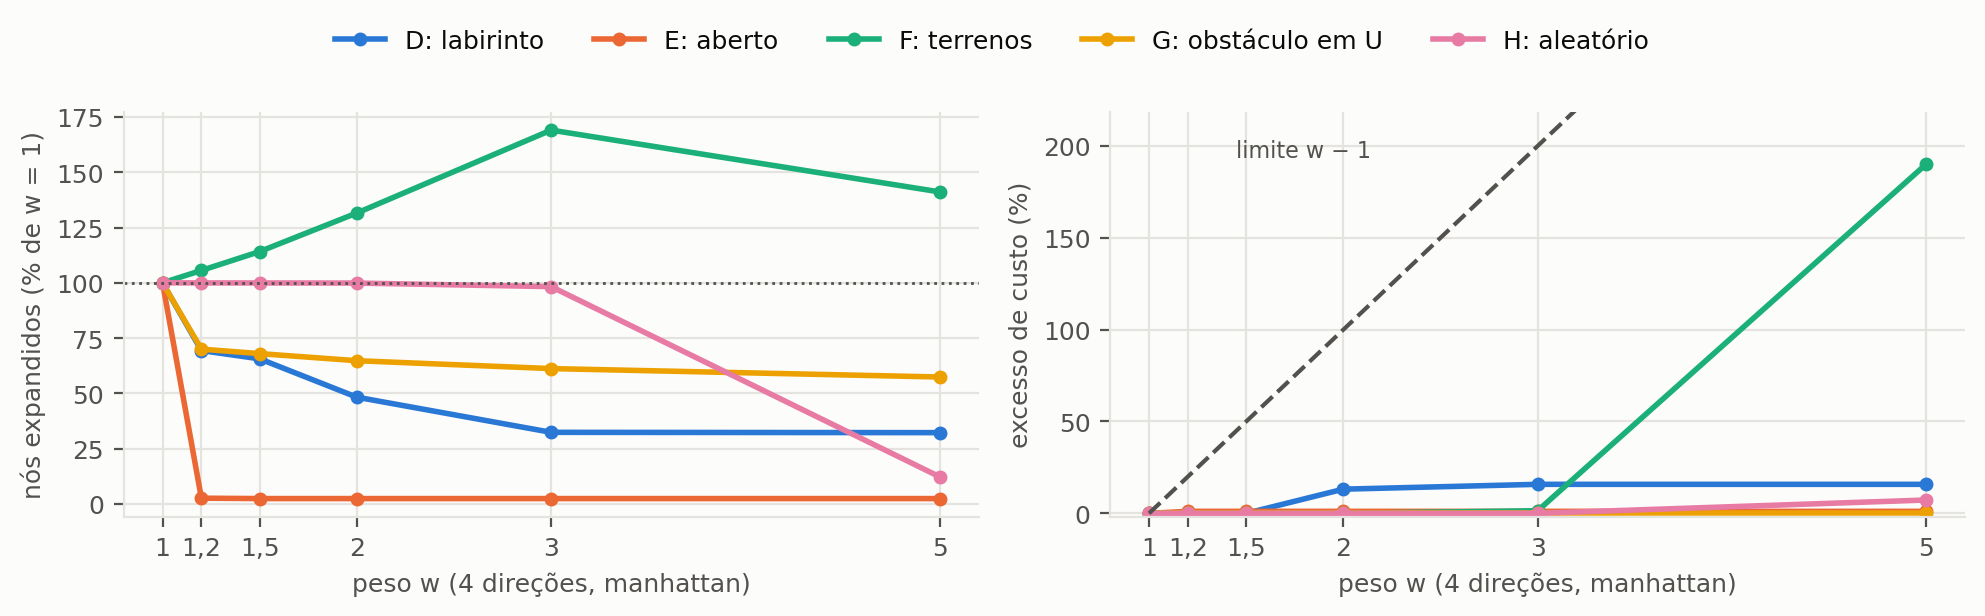 D: labirinto E: aberto F: terrenos G: obstáculo em U H: aleatório
nós expandidos (% de w = 1)
175
150
125
100
75
50
25
0
1 1,2 1,5 2 3 5
peso w (4 direções, manhattan)
excesso de custo (%)
200
150
100
50
0
limite w − 1
1 1,2 1,5 2 3 5
peso w (4 direções, manhattan)